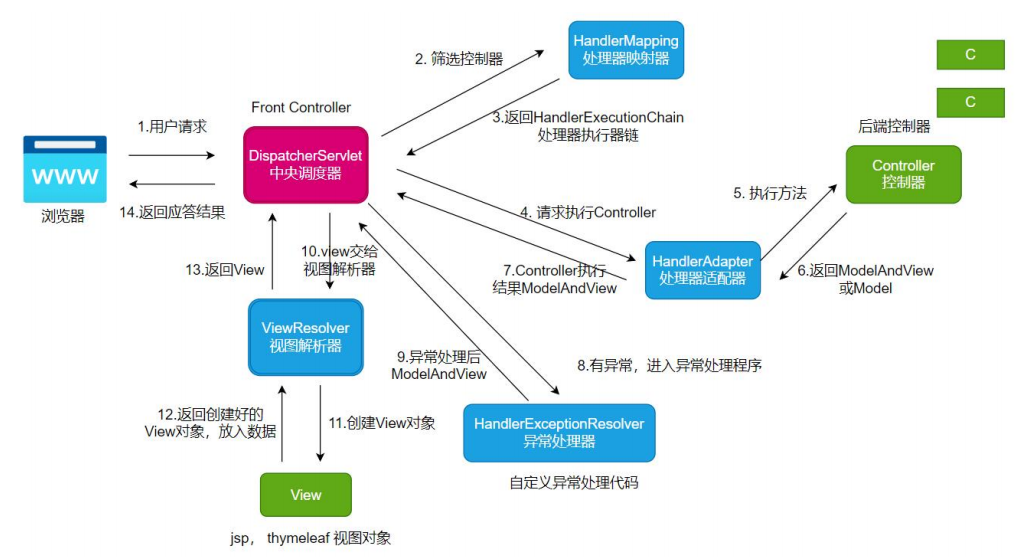 HandlerMapping
处理器映射器
C
2. 筛选控制器
C
Front Controller
3.返回HandlerExecutionChain
处理器执行器链
1.用户请求
后端控制器
DispatcherServlet
中央调度器
Controller
控制器
www
浏览器
14.返回应答结果
4. 请求执行Controller
5. 执行方法
10.view交给
视图解析器
13.返回View
7.Controller执行
结果ModelAndView
HandlerAdapter
处理器适配器
6.返回ModelAndView
或Model
ViewResolver
视图解析器
9.异常处理后
ModelAndView
8.有异常，进入异常处理程序
12.返回创建好的
View对象，放入数据
11.创建View对象
HandlerExceptionResolver
异常处理器
自定义异常处理代码
View
jsp， thymeleaf 视图对象